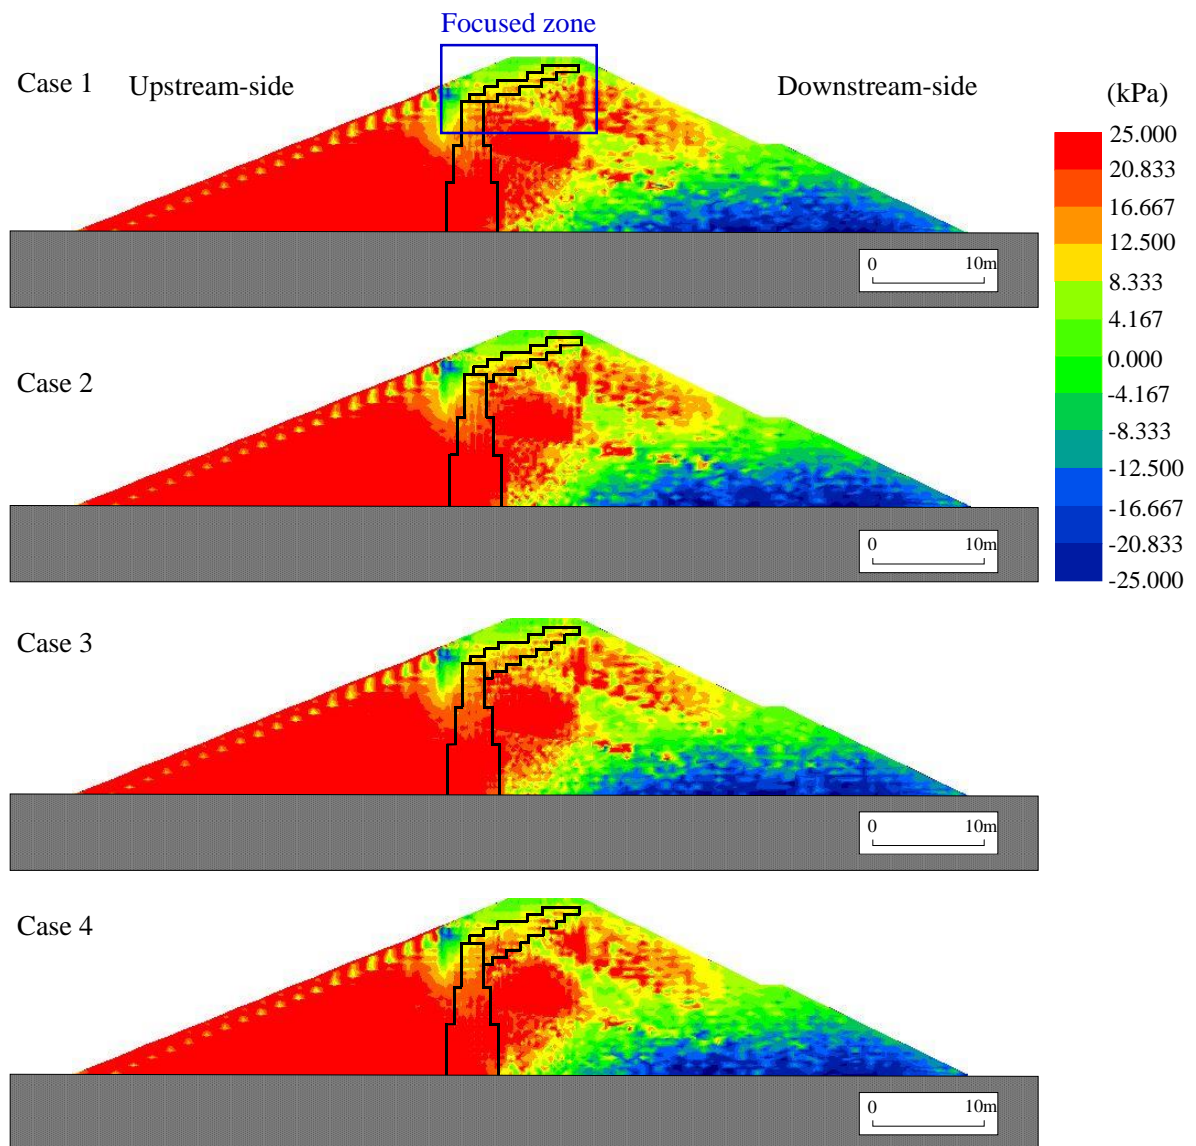 Focused zone
Case 1
Upstream-side
Downstream-side
(kPa)
25.000
20.833
16.667
12.500
8.333
4.167
0.000
-4.167
-8.333
-12.500
-16.667
-20.833
-25.000
0 10m
Case 2
0 10m
Case 3
0 10m
Case 4
0 10m